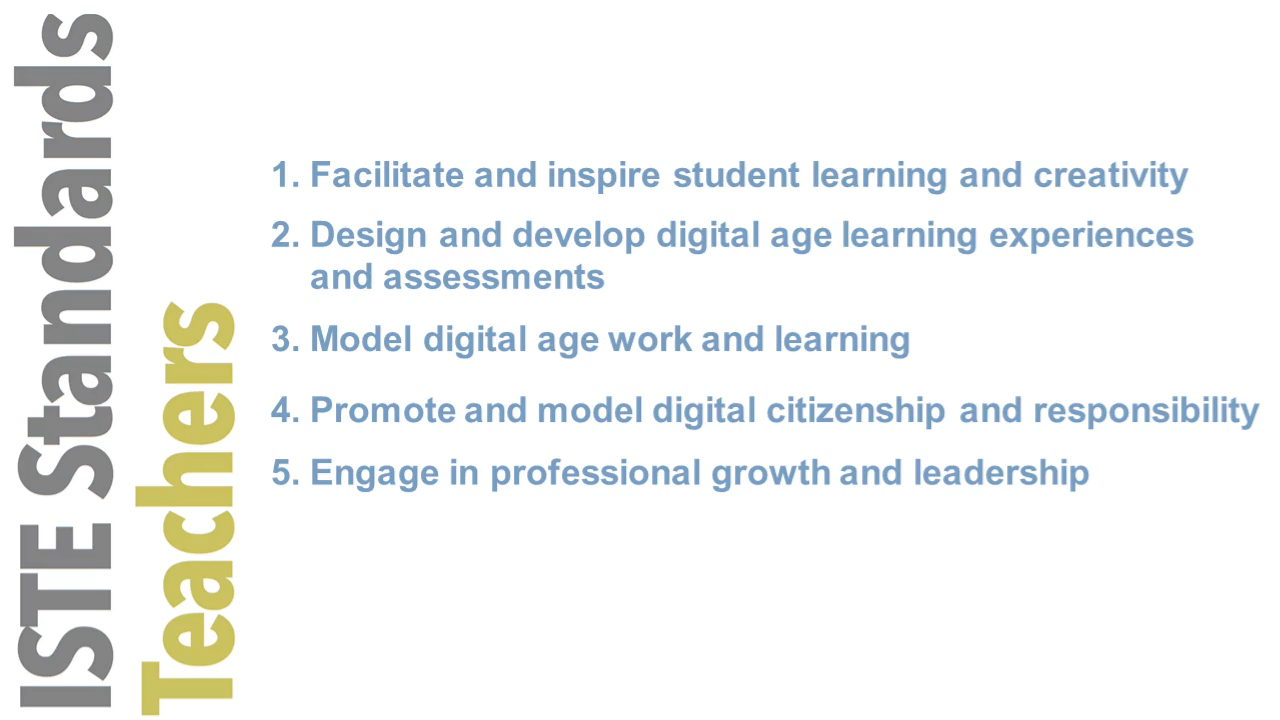 ISTE Standards
Teachers
1. Facilitate and inspire student learning and creativity
2. Design and develop digital age learning experiences
and assessments
3. Model digital age work and learning
4. Promote and model digital citizenship and responsibility
5. Engage in professional growth and leadership